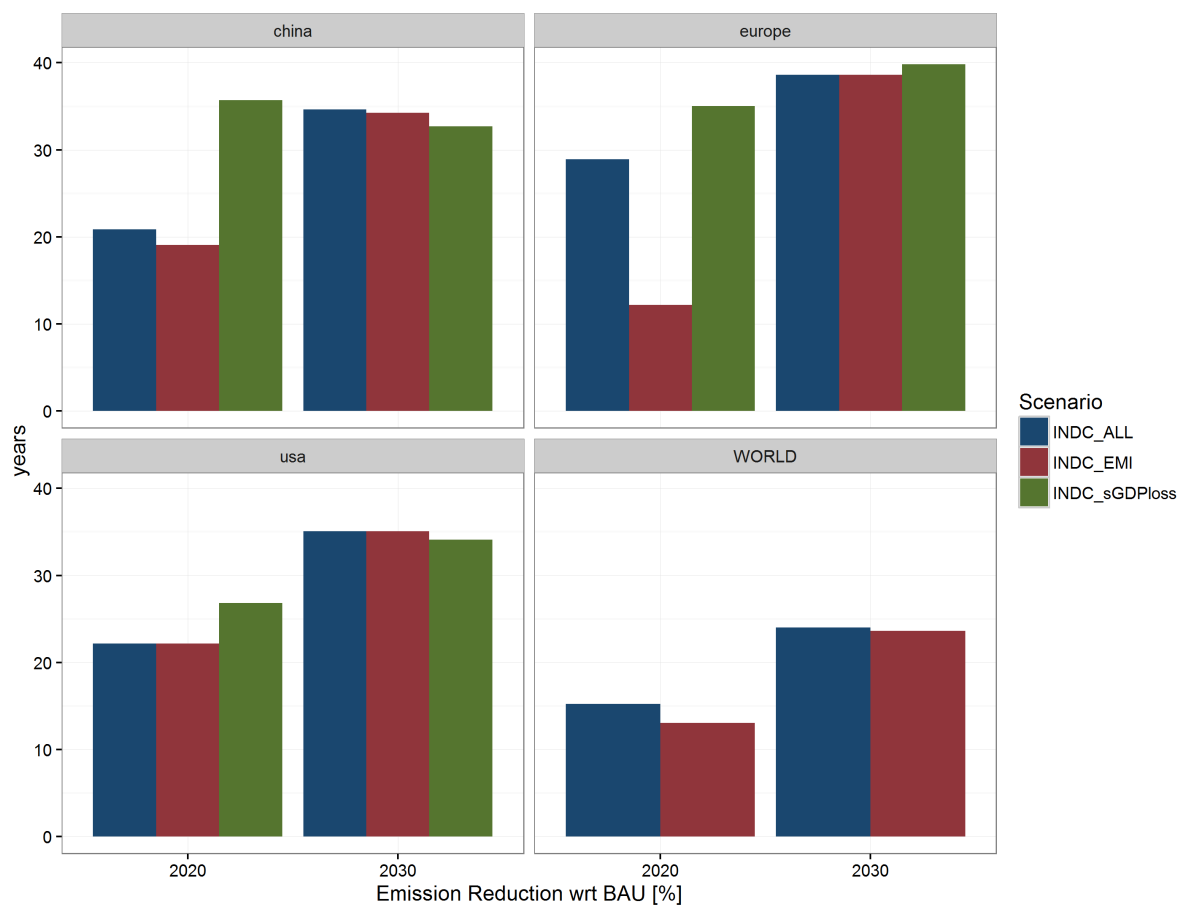 china
europe
40
30
20
10
0
usa
WORLD
40
30
20
10
0
years
2020
2030
2020
2030
Emission Reduction wrt BAU [%]
Scenario
INDC_ALL
INDC_EMI
INDC_sGDPloss